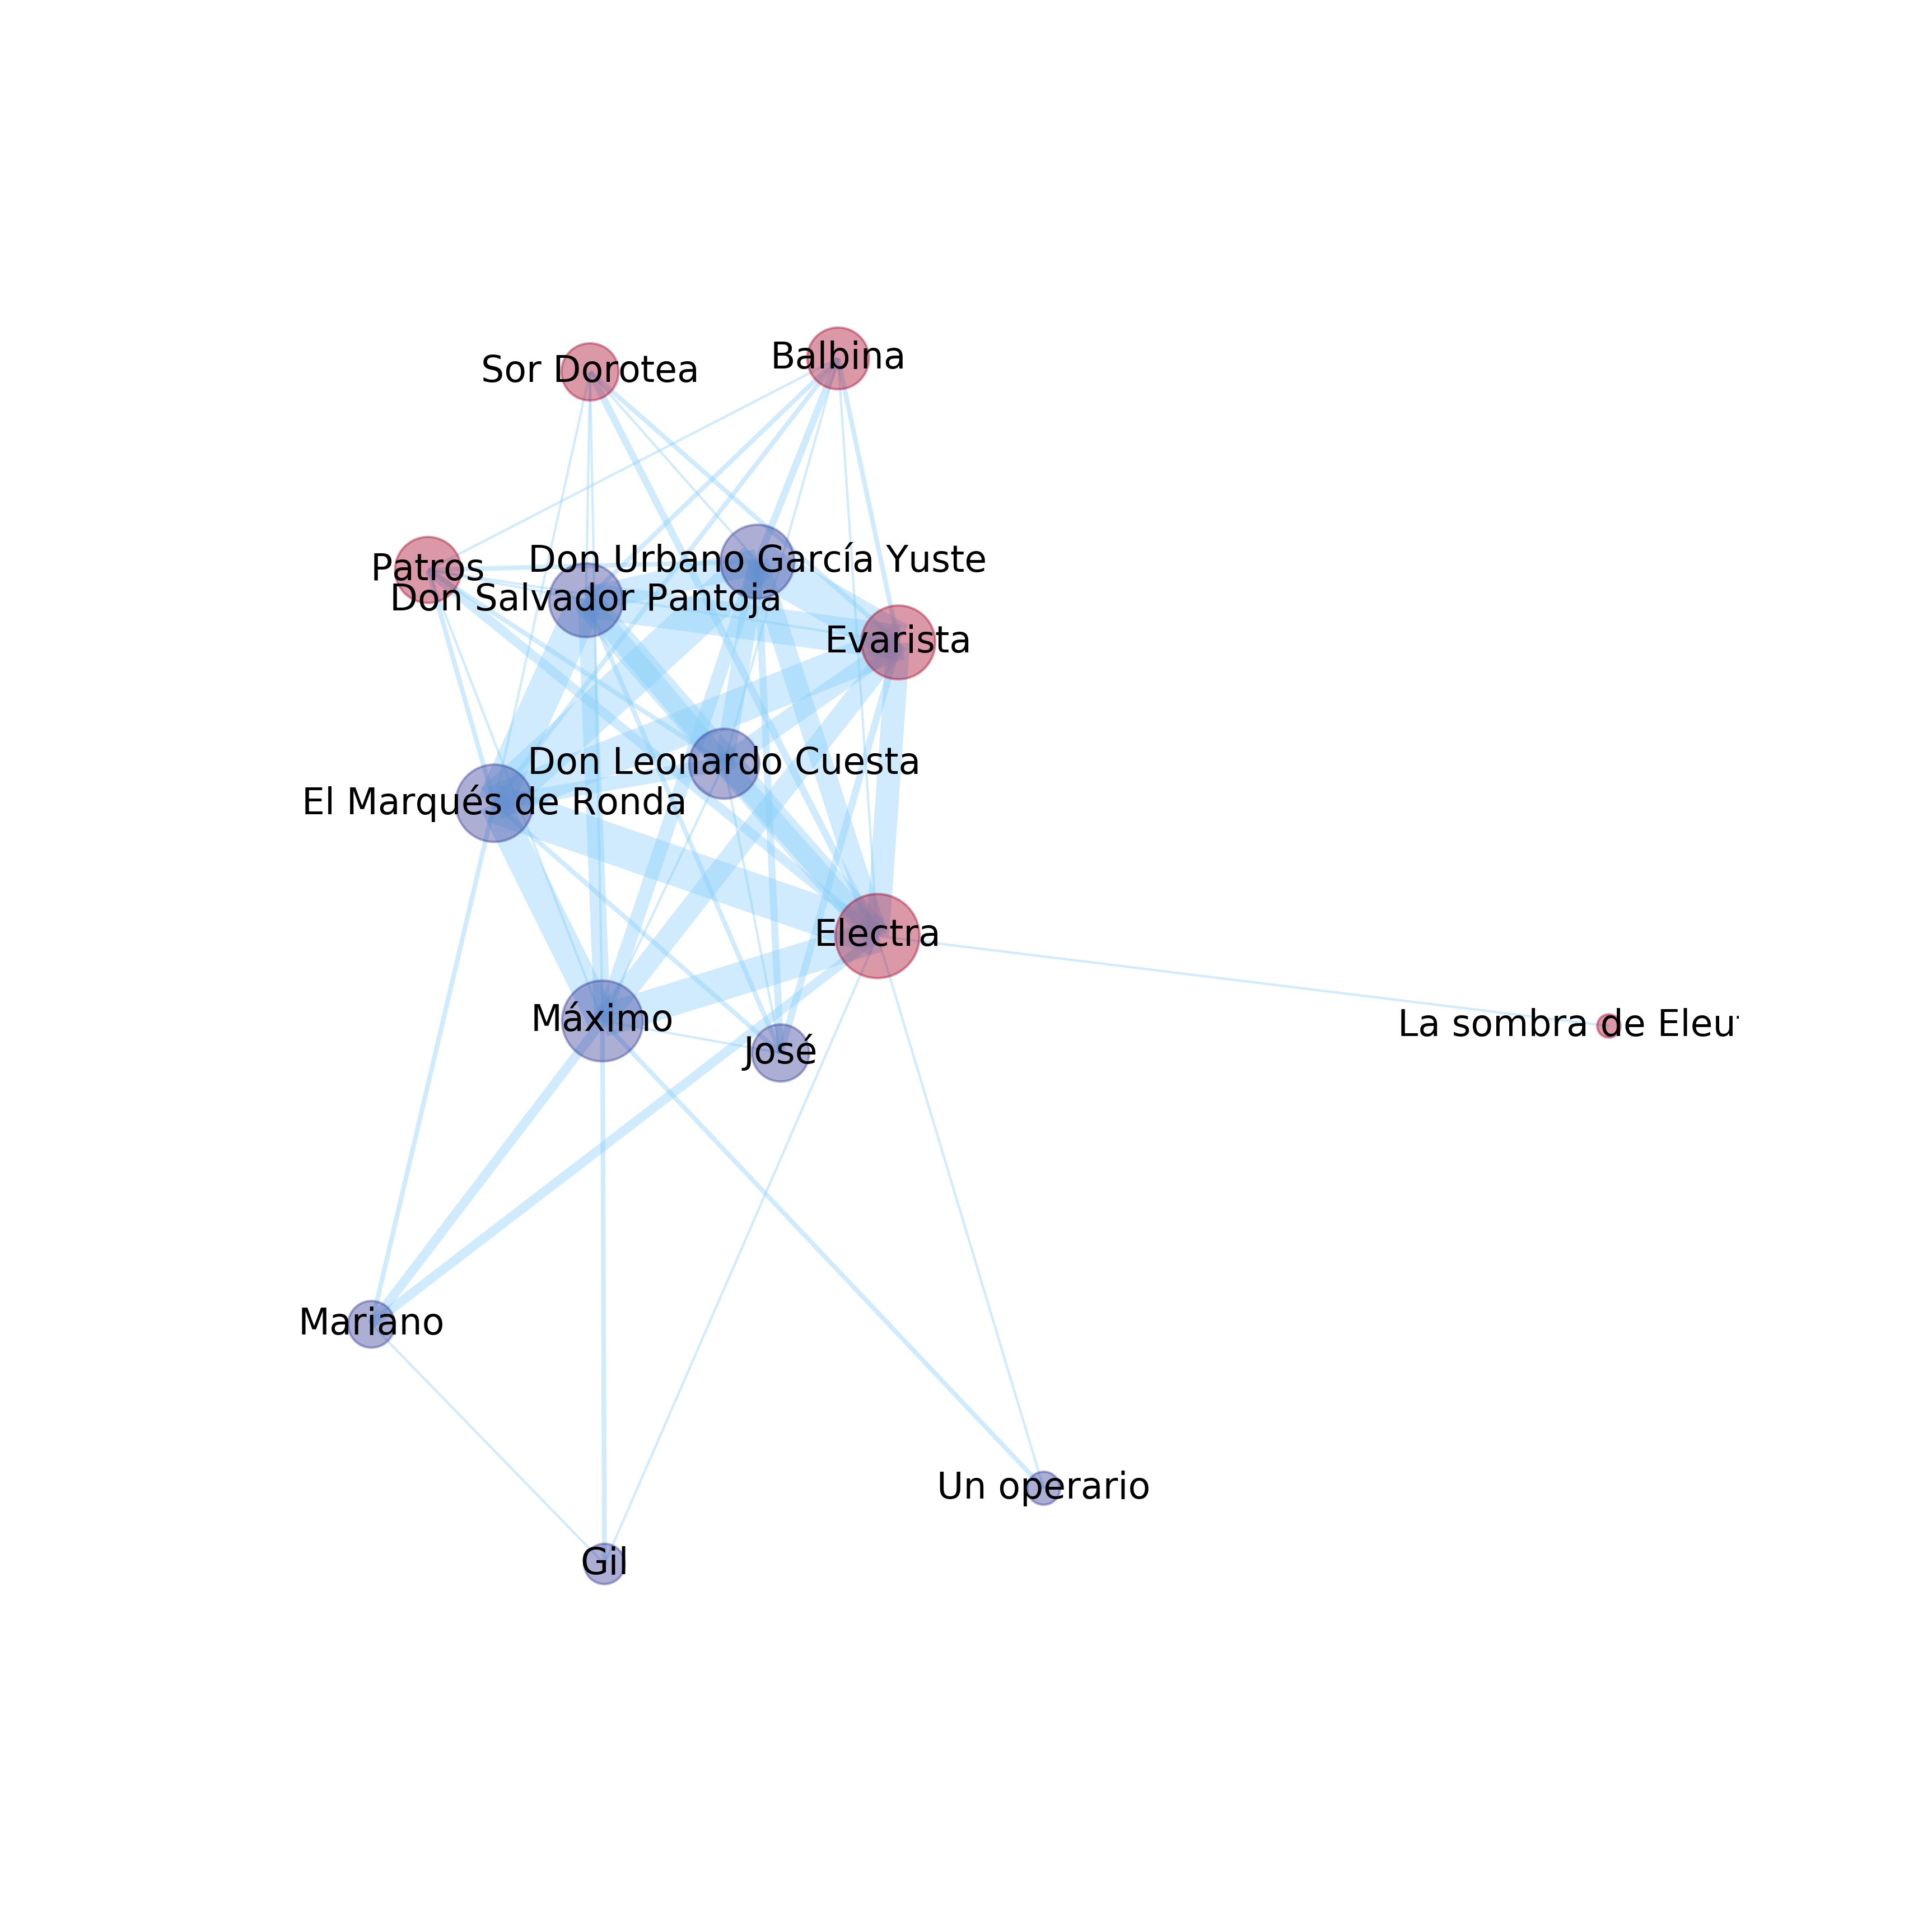 Balbina
Sor Dorotea
Don Urbano García Yuste
Patros
Don Salvador Pantoja
Evarista
Don Leonardo Cuesta
El Marqués de Ronda
Electra
Máximo
La sombra de Eleu
José
Mariano
Un operario
Gil